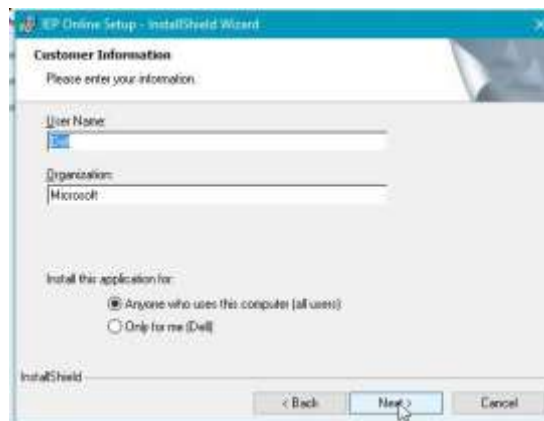 IEP Online Setup - InstallShield Wizard
Customer Information
Please enter your information.
User Name:
Dell
Organization:
Microsoft
Install this application for:
Anyone who uses this computer (all users)
Only for me (Dell)
InstallShield
< Back Next > Cancel